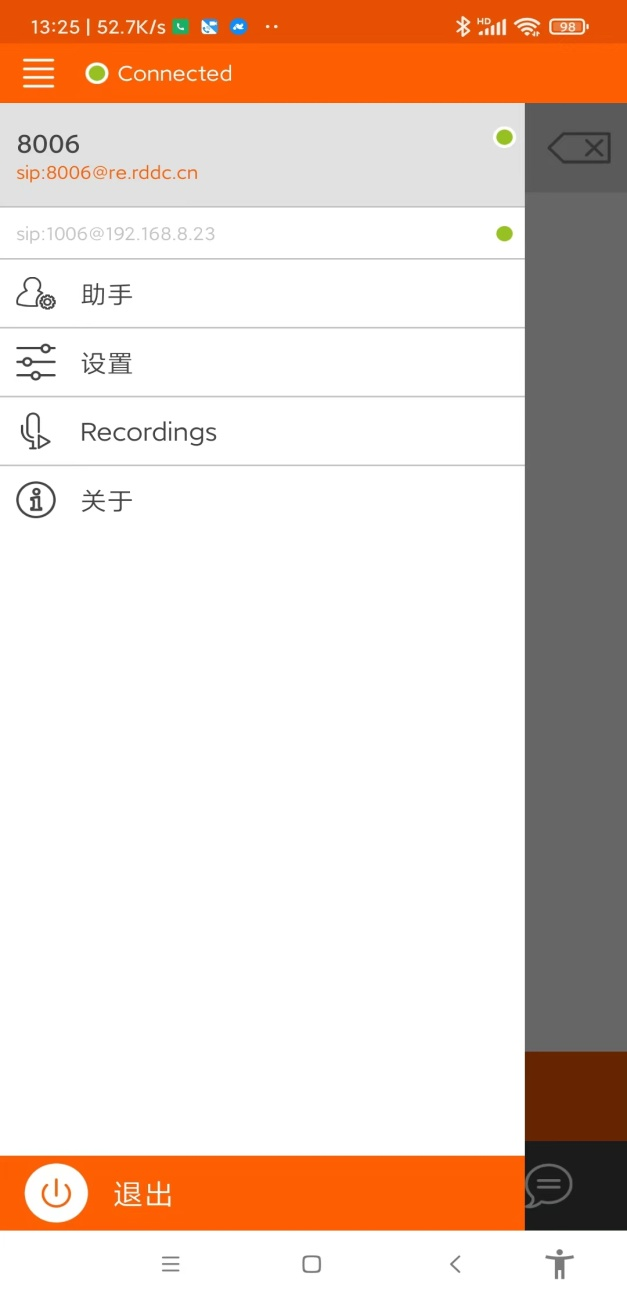 13:25 | 52.7K/s
HD
98
Connected
8006
sip:8006@re.rddc.cn
sip:1006@192.168.8.23
助手
设置
Recordings
关于
退出